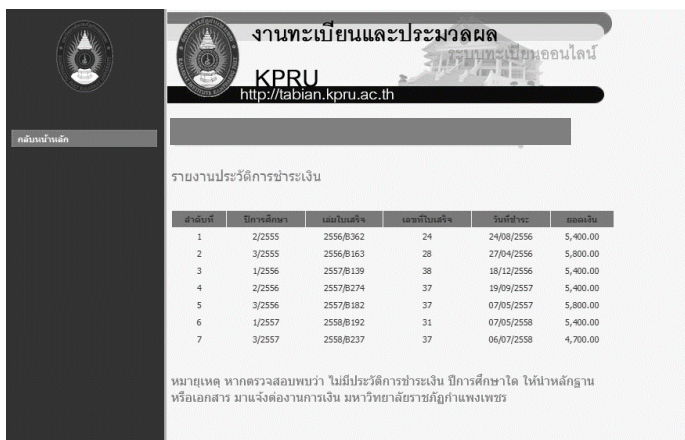 งานทะเบียนและประมวลผล
ระบบทะเบียนออนไลน์
KPRU
http://tabian.kpru.ac.th
กลับหน้าหลัก
รายงานประวัติการชำระเงิน
ลำดับที่ ปีการศึกษา เล่มใบเสร็จ เลขที่ใบเสร็จ วันที่ชำระ ยอดเงิน
1 2/2555 2556/B362 24 24/08/2556 5,400.00
2 3/2555 2556/B163 28 27/04/2556 5,800.00
3 1/2556 2557/B139 38 18/12/2556 5,400.00
4 2/2556 2557/B274 37 19/09/2557 5,400.00
5 3/2556 2557/B182 37 07/05/2557 5,800.00
6 1/2557 2558/B192 31 07/05/2558 5,400.00
7 3/2557 2558/B237 37 06/07/2558 4,700.00
หมายเหตุ หากตรวจสอบพบว่า ไม่มีประวัติการชำระเงิน ปีการศึกษาใด ให้นำหลักฐาน
หรือเอกสาร มาแจ้งต่องานการเงิน มหาวิทยาลัยราชภัฏกำแพงเพชร